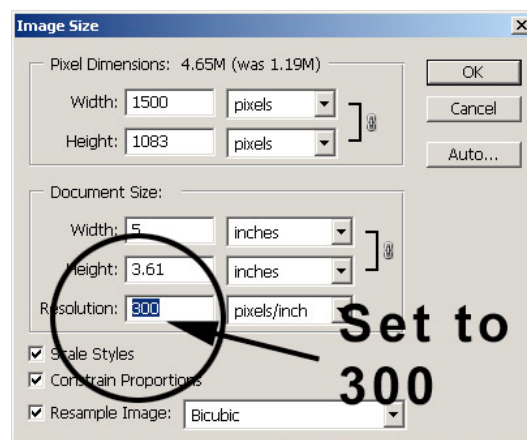 Image Size
Pixel Dimensions: 4.65M (was 1.19M)
OK
Width: 1500 pixels
Cancel
Height: 1083 pixels
Auto...
Document Size:
Width: 5 inches
Height: 3.61 inches
Resolution: 300 pixels/inch
Set to
300
Scale Styles
Constrain Proportions
Resample Image: Bicubic